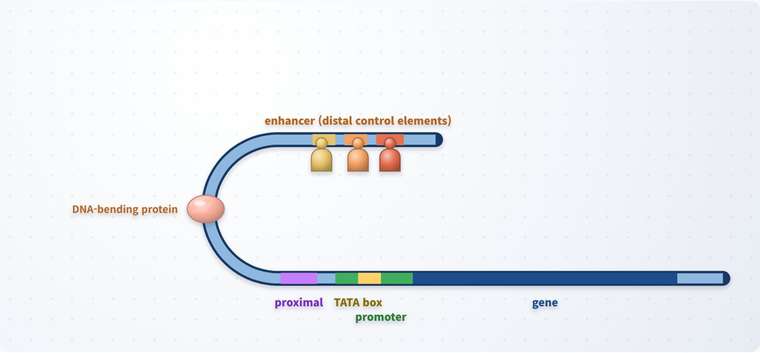 enhancer (distal control elements)
DNA-bending protein
proximal TATA box gene
promoter